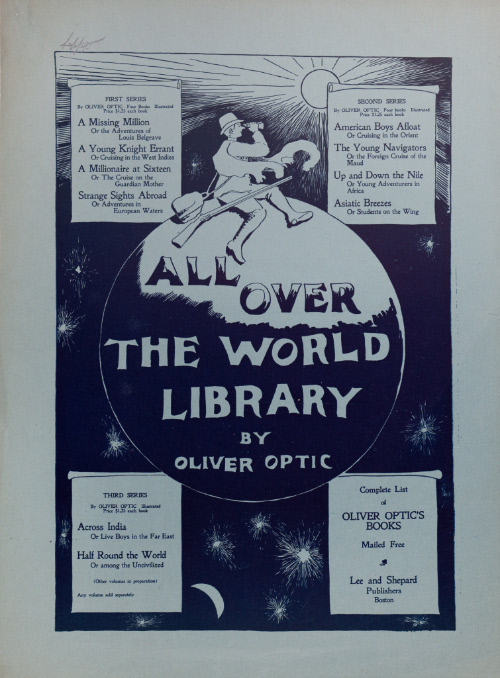 FIRST SERIES
By OLIVER OPTIC Four Books Illustrated
Price $1.25 each book
A Missing Million
Or the Adventures of
Louis Belgrave
A Young Knight Errant
Or Cruising in the West Indies
A Millionaire at Sixteen
Or The Cruise on the
Guardian Mother
Strange Sights Abroad
Or Adventures in
European Waters
SECOND SERIES
By OLIVER OPTIC Four books Illustrated
Price $1.25 each book
American Boys Afloat
Or Cruising in the Orient
The Young Navigators
Or the Foreign Cruise of the
Maud
Up and Down the Nile
Or Young Adventurers in
Africa
Asiatic Breezes
Or Students on the Wing
ALL
OVER
THE WORLD
LIBRARY
BY
OLIVER OPTIC
THIRD SERIES
By OLIVER OPTIC Illustrated
Price $1.25 each book
Across India
Or Live Boys in the Far East
Half Round the World
Or among the Uncivilized
(Other volumes in preparation)
Any volume sold separately
Complete List
of
OLIVER OPTIC'S
BOOKS
Mailed Free
Lee and Shepard
Publishers
Boston